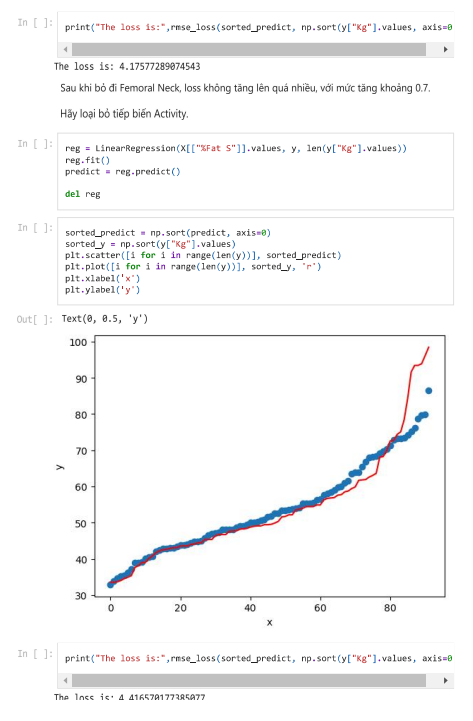 In [ ]: print("The loss is:",rmse_loss(sorted_predict, np.sort(y["Kg"].values, axis=0
The loss is: 4.17577289074543
Sau khi bỏ đi Femoral Neck, loss không tăng lên quá nhiều, với mức tăng khoảng 0.7.
Hãy loại bỏ tiếp biến Activity.
In [ ]: reg = LinearRegression(X[["%Fat S"]].values, y, len(y["Kg"].values))
reg.fit()
predict = reg.predict()
del reg
In [ ]: sorted_predict = np.sort(predict, axis=0)
sorted_y = np.sort(y["Kg"].values)
plt.scatter([i for i in range(len(y))], sorted_predict)
plt.plot([i for i in range(len(y))], sorted_y, 'r')
plt.xlabel('x')
plt.ylabel('y')
Out[ ]: Text(0, 0.5, 'y')
100
90
80
70
60
50
40
30
y
0 20 40 60 80
x
In [ ]: print("The loss is:",rmse_loss(sorted_predict, np.sort(y["Kg"].values, axis=0
The loss is: 4.416570177385077